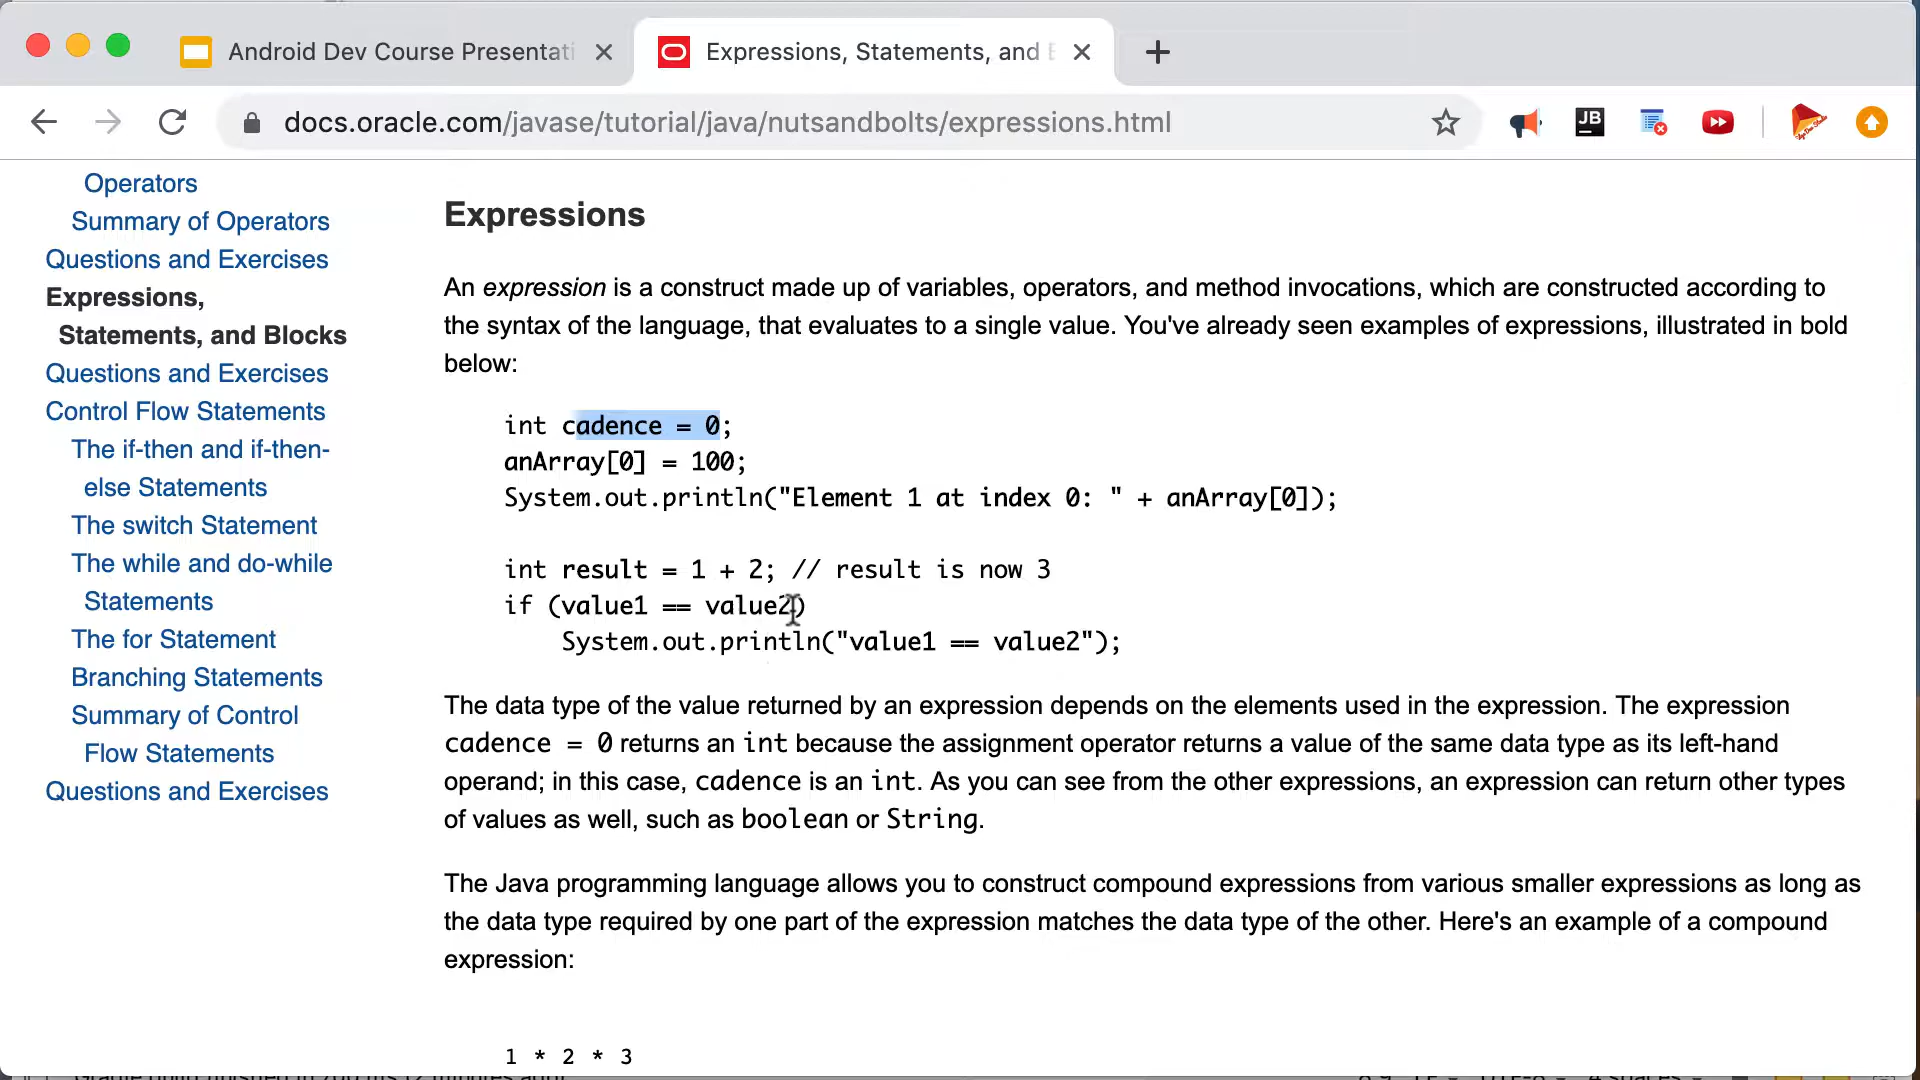 Android Dev Course Presentati
Expressions, Statements, and
docs.oracle.com/javase/tutorial/java/nutsandbolts/expressions.html
JB
Operators
Summary of Operators
Questions and Exercises
Expressions,
Statements, and Blocks
Questions and Exercises
Control Flow Statements
The if-then and if-then-
else Statements
The switch Statement
The while and do-while
Statements
The for Statement
Branching Statements
Summary of Control
Flow Statements
Questions and Exercises
Expressions
An expression is a construct made up of variables, operators, and method invocations, which are constructed according to
the syntax of the language, that evaluates to a single value. You've already seen examples of expressions, illustrated in bold
below:
int cadence = 0;
anArray[0] = 100;
System.out.println("Element 1 at index 0: " + anArray[0]);
int result = 1 + 2; // result is now 3
if (value1 == value2)
System.out.println("value1 == value2");
The data type of the value returned by an expression depends on the elements used in the expression. The expression
cadence = 0 returns an int because the assignment operator returns a value of the same data type as its left-hand
operand; in this case, cadence is an int. As you can see from the other expressions, an expression can return other types
of values as well, such as boolean or String.
The Java programming language allows you to construct compound expressions from various smaller expressions as long as
the data type required by one part of the expression matches the data type of the other. Here's an example of a compound
expression:
1 * 2 * 3